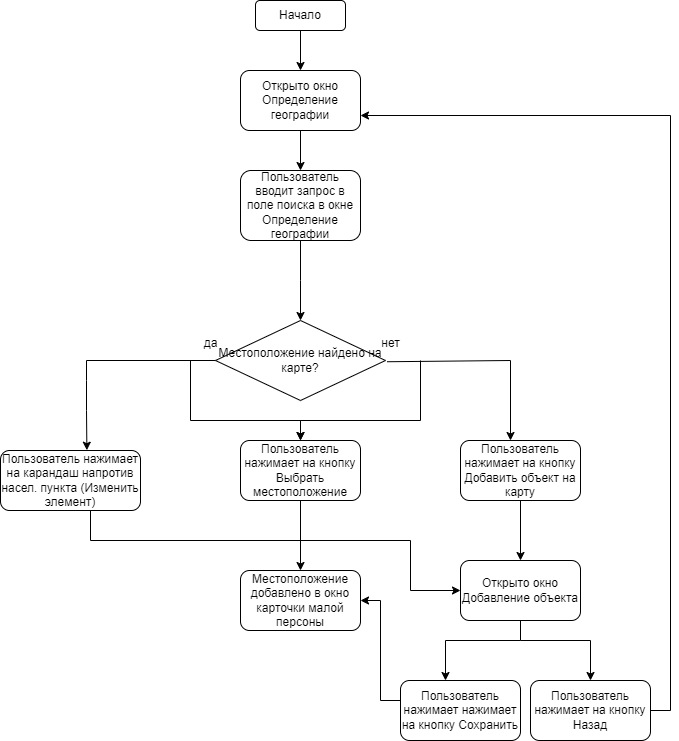 Начало
Открыто окно
Определение
географии
Пользователь
вводит запрос в
поле поиска в окне
Определение
географии
да
нет
Местоположение найдено на
карте?
Пользователь нажимает
на карандаш напротив
насел. пункта (Изменить
элемент)
Пользователь
нажимает на кнопку
Выбрать
местоположение
Пользователь
нажимает на кнопку
Добавить объект на
карту
Местоположение
добавлено в окно
карточки малой
персоны
Открыто окно
Добавление объекта
Пользователь
нажимает нажимает
на кнопку Сохранить
Пользователь
нажимает на кнопку
Назад